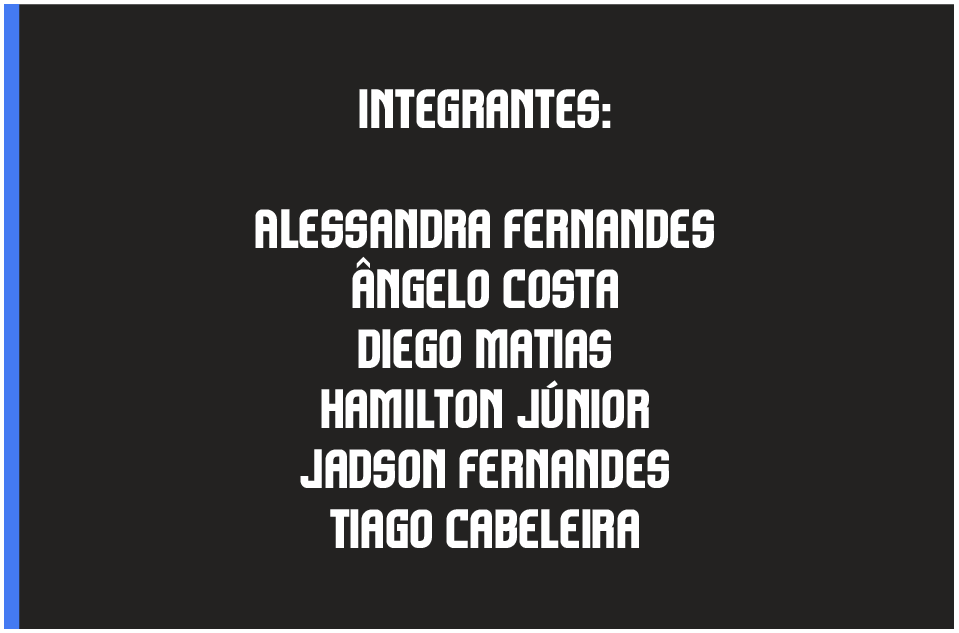 INTEGRANTES:
ALESSANDRA FERNANDES
ÂNGELO COSTA
DIEGO MATIAS
HAMILTON JÚNIOR
JADSON FERNANDES
TIAGO CABELEIRA